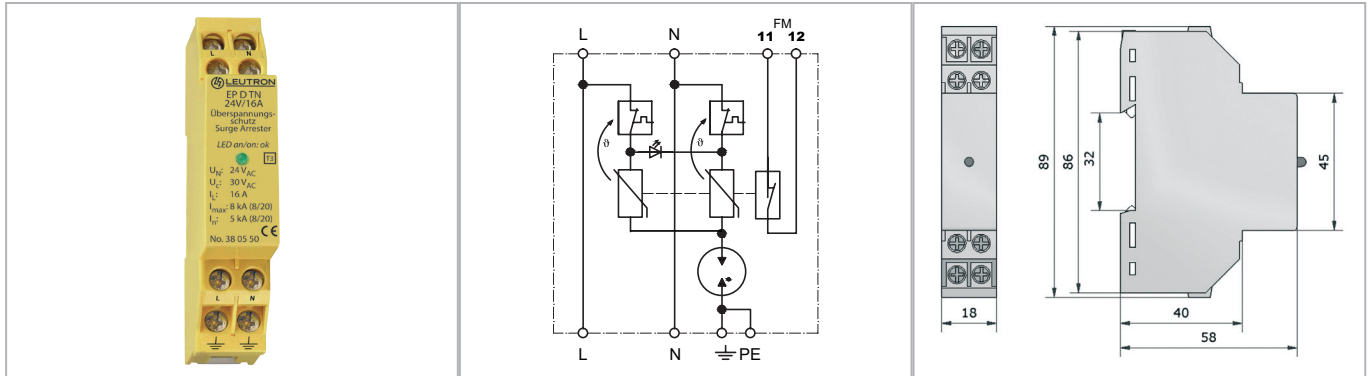 L N
LEUTRON
EP D TN
24V/16A
Überspannungs-
schutz
Surge Arrester
LED an/on: ok
T3
UN: 24 VAC
UC: 30 VAC
IL: 16 A
Imax: 8 kA (8/20)
In: 5 kA (8/20)
CE
No. 38 05 50
L N
L N FM
11 12
ϑ ϑ
L N PE
18
89
86
32
45
40
58